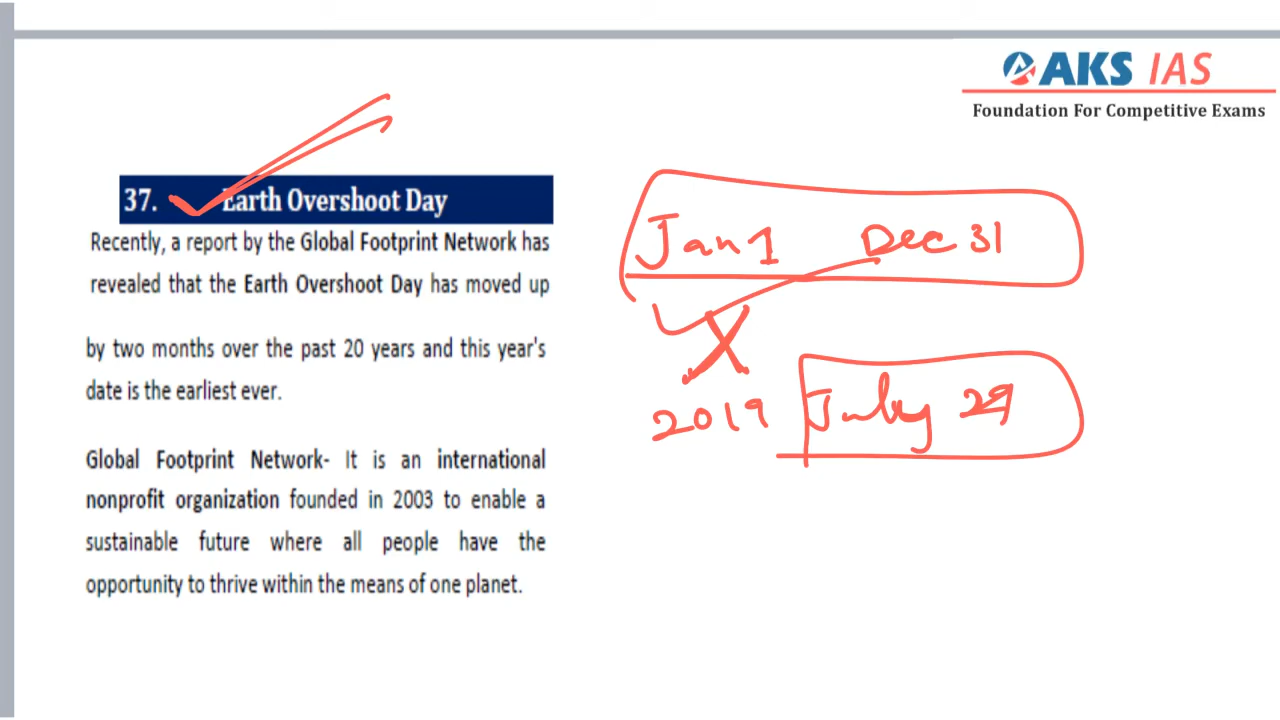 AKS IAS
Foundation For Competitive Exams
37. Earth Overshoot Day
Recently, a report by the Global Footprint Network has
revealed that the Earth Overshoot Day has moved up
by two months over the past 20 years and this year's
date is the earliest ever.
Global Footprint Network- It is an international
nonprofit organization founded in 2003 to enable a
sustainable future where all people have the
opportunity to thrive within the means of one planet.
Jan 1 Dec 31
2019 July 29